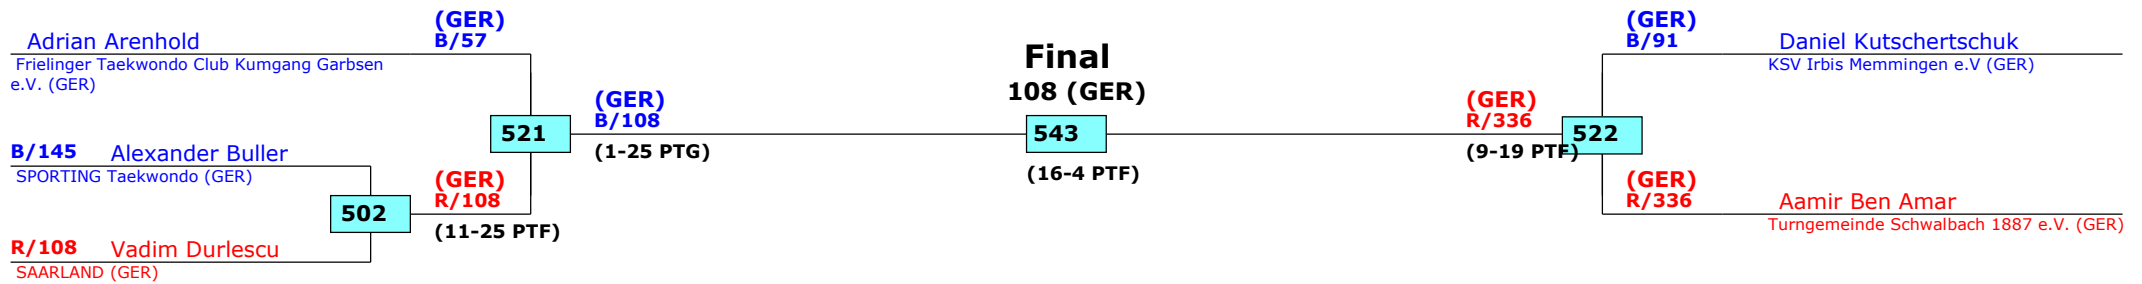 (GER)
B/57
Adrian Arenhold
Frielinger Taekwondo Club Kumgang Garbsen
e.V. (GER)
521
(GER)
B/108
(1-25 PTG)
B/145 Alexander Buller
SPORTING Taekwondo (GER)
502
(GER)
R/108
(11-25 PTF)
R/108 Vadim Durlescu
SAARLAND (GER)
Final
108 (GER)
543
(16-4 PTF)
(GER)
R/336
(9-19 PTF)
522
(GER)
B/91
Daniel Kutschertschuk
KSV Irbis Memmingen e.V (GER)
(GER)
R/336
Aamir Ben Amar
Turngemeinde Schwalbach 1887 e.V. (GER)